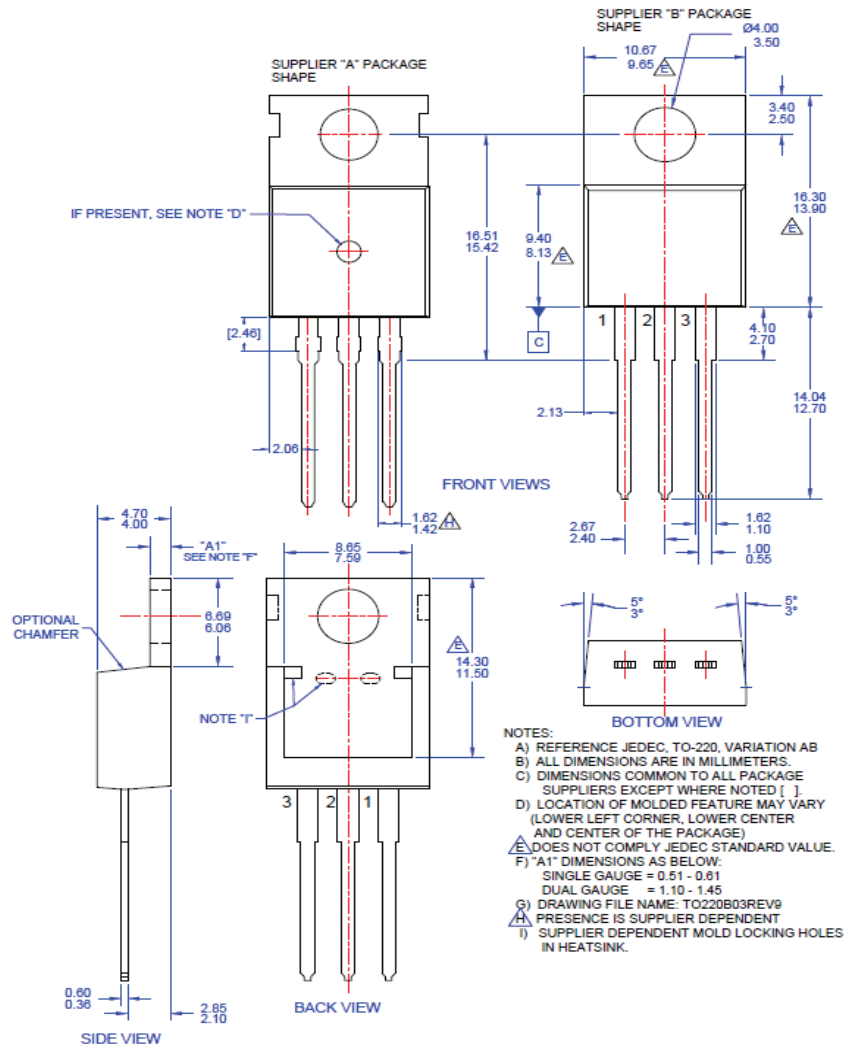 SUPPLIER "B" PACKAGE
SHAPE
Ø4.00
3.50
10.67
9.65
E
SUPPLIER "A" PACKAGE
SHAPE
3.40
2.50
IF PRESENT, SEE NOTE "D"
16.51
15.42
9.40
8.13
E
16.30
13.90
E
[2.46]
1
2
3
C
4.10
2.70
2.13
14.04
12.70
2.06
FRONT VIEWS
1.62
1.42
H
2.67
2.40
1.62
1.10
1.00
0.55
4.70
4.00
"A1"
SEE NOTE "F"
8.65
7.59
OPTIONAL
CHAMFER
6.69
6.06
E
14.30
11.50
5°
3°
5°
3°
NOTE "I"
BOTTOM VIEW
3
2
1
0.60
0.36
2.85
2.10
BACK VIEW
SIDE VIEW
NOTES:
A) REFERENCE JEDEC, TO-220, VARIATION AB
B) ALL DIMENSIONS ARE IN MILLIMETERS.
C) DIMENSIONS COMMON TO ALL PACKAGE
SUPPLIERS EXCEPT WHERE NOTED [ ].
D) LOCATION OF MOLDED FEATURE MAY VARY
(LOWER LEFT CORNER, LOWER CENTER
AND CENTER OF THE PACKAGE)
E DOES NOT COMPLY JEDEC STANDARD VALUE.
F) "A1" DIMENSIONS AS BELOW:
SINGLE GAUGE = 0.51 - 0.61
DUAL GAUGE = 1.10 - 1.45
G) DRAWING FILE NAME: TO220B03REV9
H PRESENCE IS SUPPLIER DEPENDENT
I) SUPPLIER DEPENDENT MOLD LOCKING HOLES
IN HEATSINK.